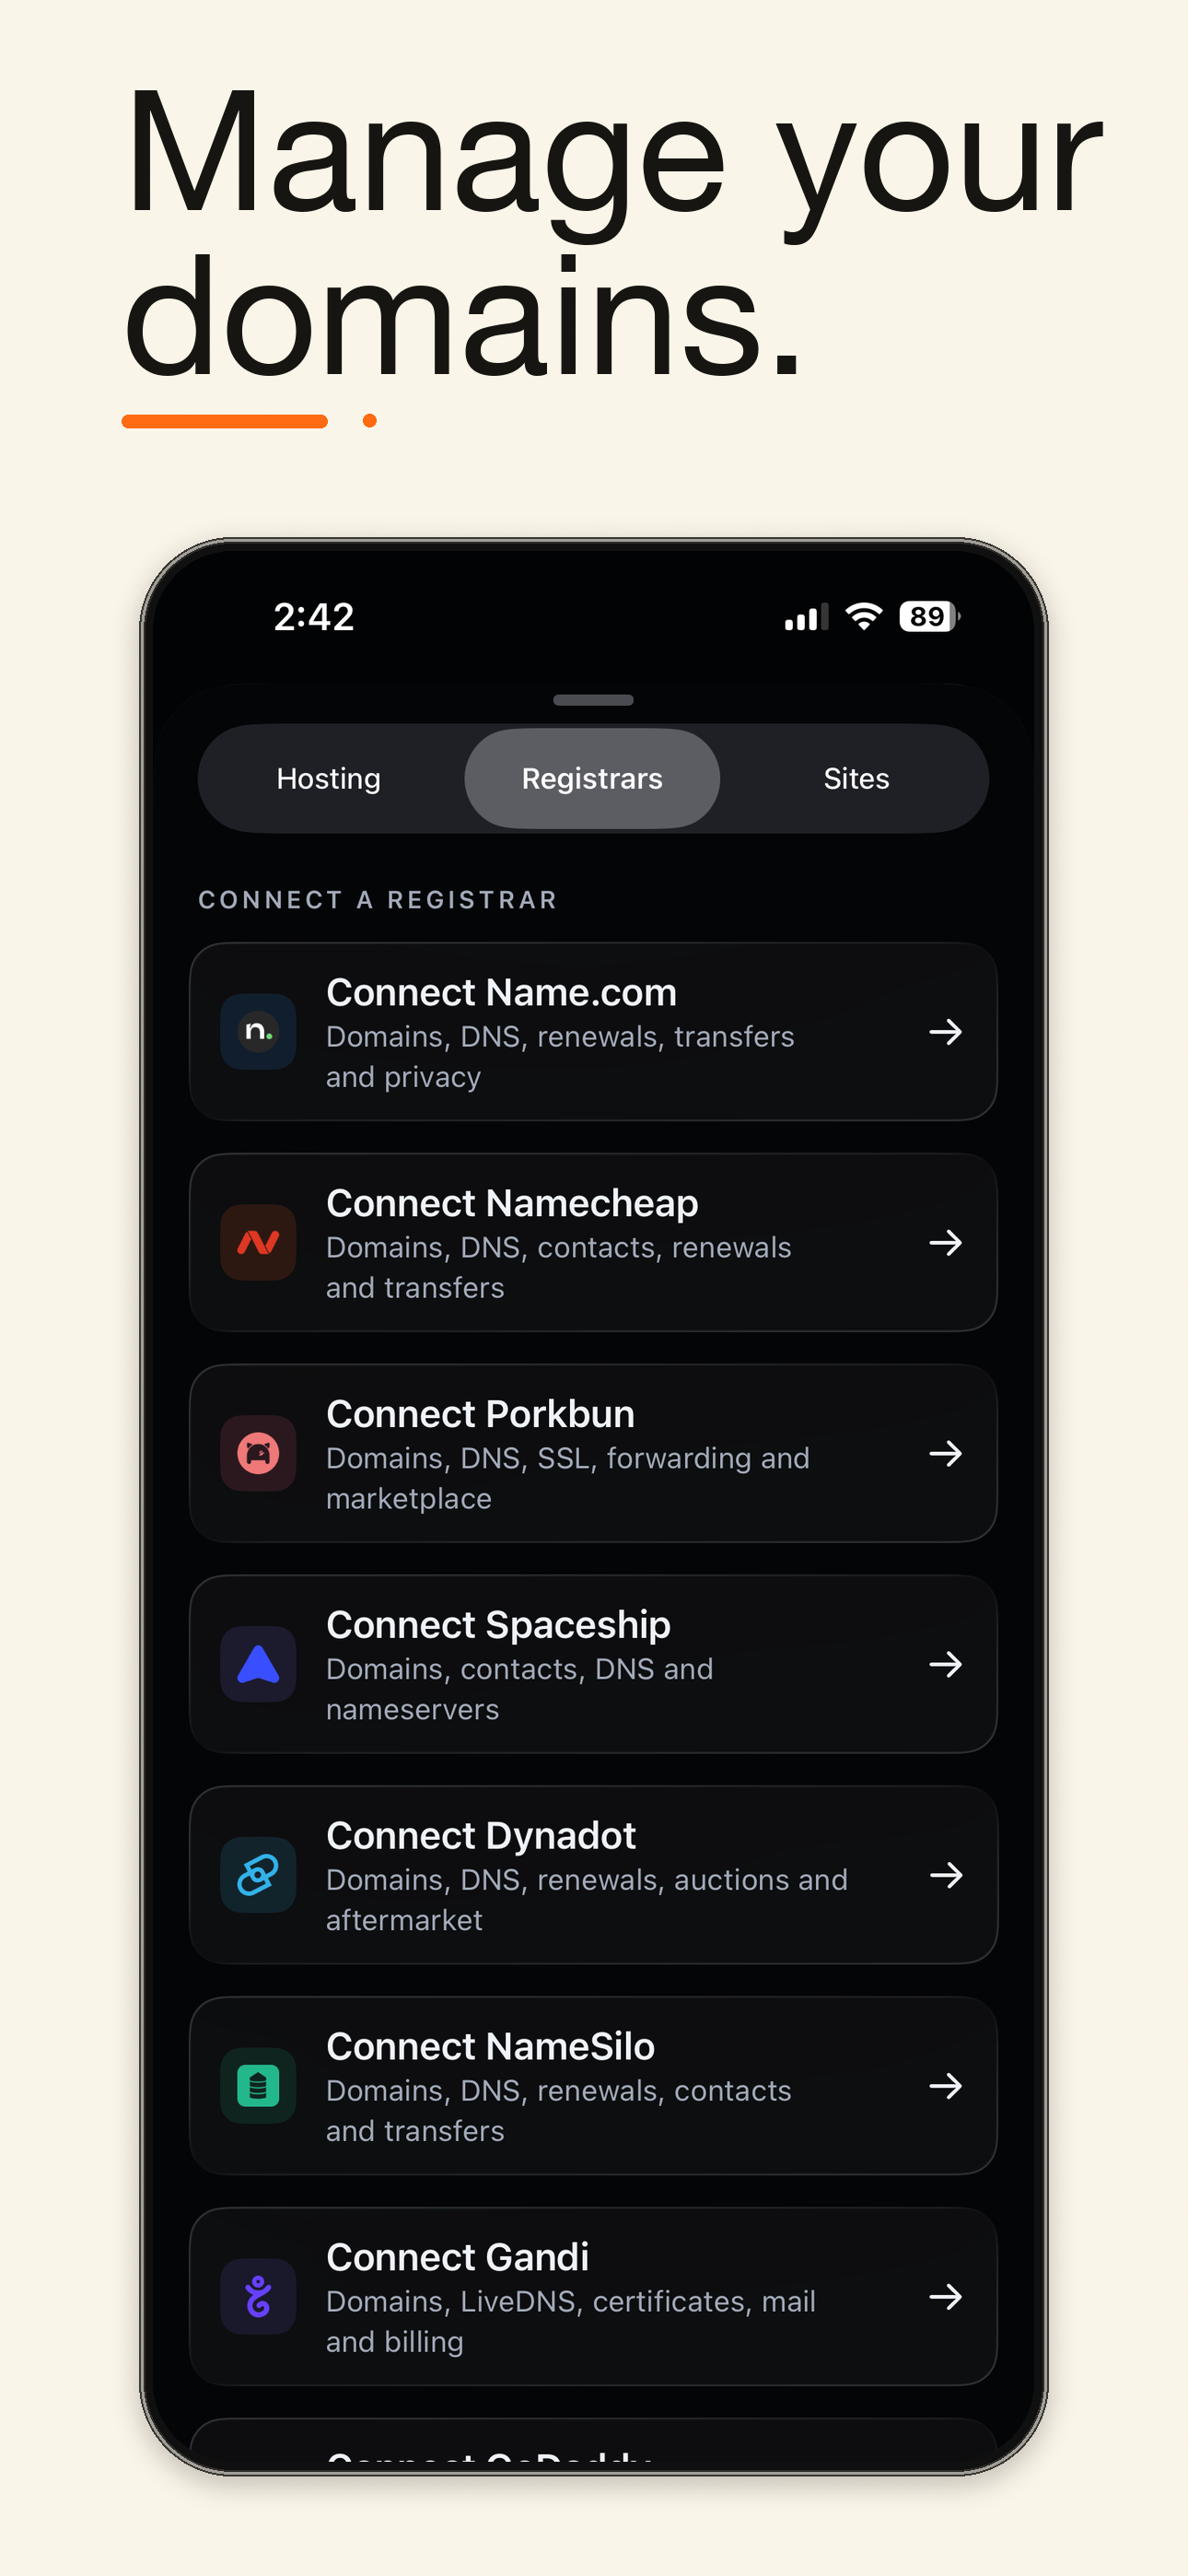 Manage your
domains.
2:42
89
Hosting
Registrars
Sites
CONNECT A REGISTRAR
n.
Connect Name.com
Domains, DNS, renewals, transfers
and privacy
Connect Namecheap
Domains, DNS, contacts, renewals
and transfers
Connect Porkbun
Domains, DNS, SSL, forwarding and
marketplace
Connect Spaceship
Domains, contacts, DNS and
nameservers
Connect Dynadot
Domains, DNS, renewals, auctions and
aftermarket
Connect NameSilo
Domains, DNS, renewals, contacts
and transfers
Connect Gandi
Domains, LiveDNS, certificates, mail
and billing
Connect GoDaddy